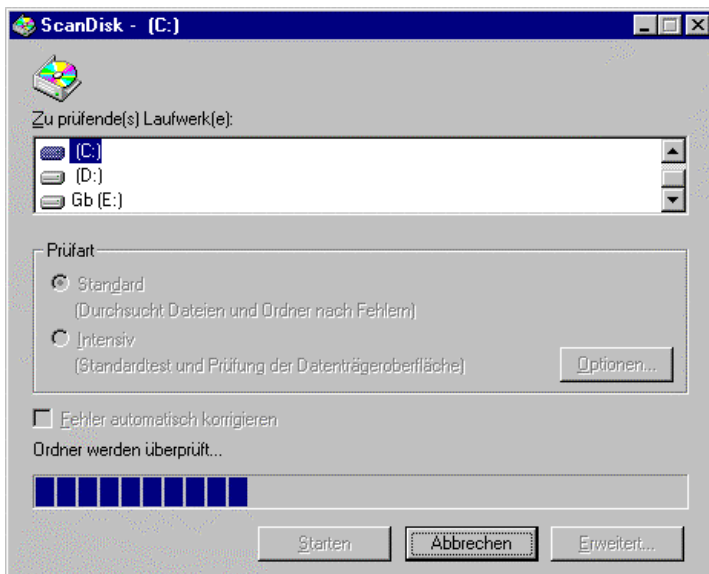 ScanDisk - (C:)
Zu prüfende(s) Laufwerk(e):
(C:)
(D:)
Gb (E:)
Prüfart
Standard
(Durchsucht Dateien und Ordner nach Fehlern)
Intensiv
(Standardtest und Prüfung der Datenträgeroberfläche)
Optionen...
Fehler automatisch korrigieren
Ordner werden überprüft...
Starten Abbrechen Erweitert...